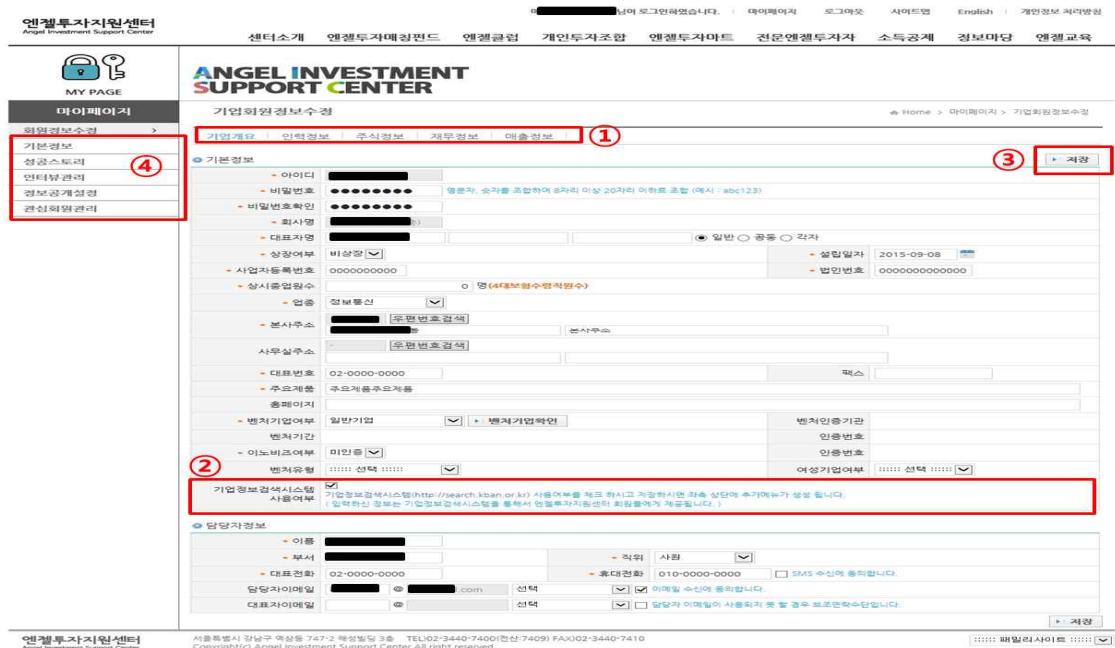 님이 로그인하였습니다. 마이페이지 로그아웃 사이트맵 English 개인정보 처리방침
엔젤투자지원센터
Angel Investment Support Center
센터소개 엔젤투자매칭펀드 엔젤클럽 개인투자조합 엔젤투자마트 전문엔젤투자자 소득공제 정보마당 엔젤교육
MY PAGE
ANGEL INVESTMENT
SUPPORT CENTER
마이페이지
기업회원정보수정
Home > 마이페이지 > 기업회원정보수정
회원정보수정 >
기본정보
성공스토리
인터뷰관리
정보공개설정
관심회원관리
④
기업개요 인력정보 주식정보 재무정보 매출정보 ①
기본정보
③ 저장
아이디
비밀번호 ●●●●●●●● 영문자, 숫자를 조합하여 8자리 이상 20자리 이하로 조합 (예시 : abc123)
비밀번호확인 ●●●●●●●●
회사명
대표자명 일반 공동 각자
상장여부 비상장 설립일자 2015-09-08
사업자등록번호 0000000000 법인번호 0000000000000
상시종업원수 0 명(4대보험수령직원수)
업종 정보통신
본사주소 우편번호검색
본사주소
사무실주소 - 우편번호검색
대표번호 02-0000-0000 팩스
주요제품 주요제품주요제품
홈페이지
벤처기업여부 일반기업 벤처기업확인 벤처인증기관
벤처기간 인증번호
이노비즈여부 미인증 인증번호
②
벤처유형 :::::: 선택 :::::: 여성기업여부 :::::: 선택 ::::::
기업정보검색시스템
사용여부
기업정보검색시스템(http://search.kban.or.kr) 사용여부를 체크 하시고 저장하시면 좌측 상단에 추가메뉴가 생성 됩니다.
( 입력하신 정보는 기업정보검색시스템을 통해서 엔젤투자지원센터 회원들에게 제공됩니다. )
담당자정보
이름
부서 직위 사원
대표전화 02-0000-0000 휴대전화 010-0000-0000 SMS 수신에 동의합니다.
담당자이메일 @ .com 선택 이메일 수신에 동의합니다.
대표자이메일 @ 선택 담당자 이메일이 사용되지 못 할 경우 보조연락수단입니다.
저장
엔젤투자지원센터
Angel Investment Support Center
서울특별시 강남구 역삼동 747-2 해성빌딩 3층 TEL)02-3440-7400(전산:7409) FAX)02-3440-7410
Copyright(c) Angel Investment Support Center All right reserved
:::::: 패밀리사이트 ::::::